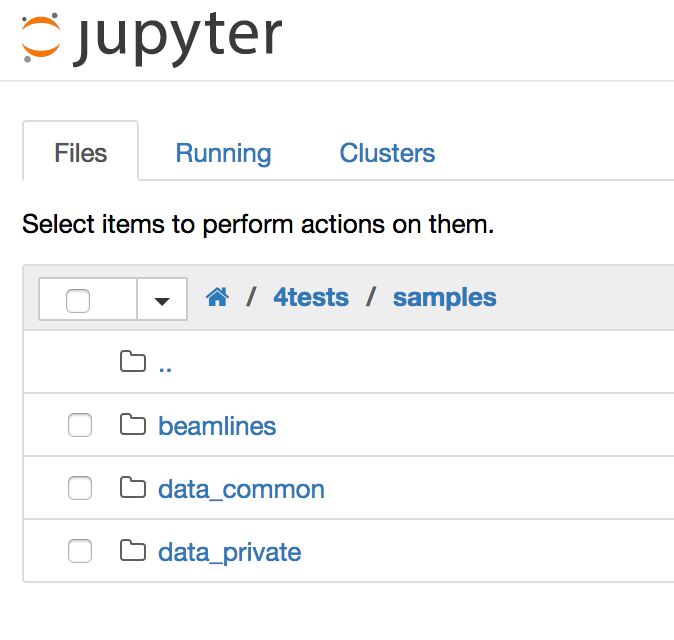 jupyter
Files Running Clusters
Select items to perform actions on them.
/ 4tests / samples
..
beamlines
data_common
data_private